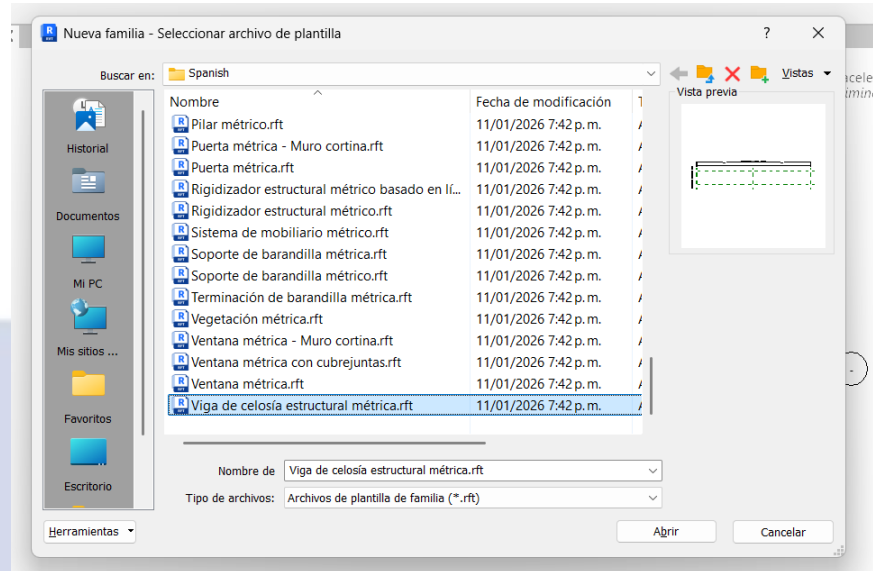 Nueva familia - Seleccionar archivo de plantilla
?
Buscar en:
Spanish
Vistas
Vista previa
Nombre
Fecha de modificación
Pilar métrico.rft 11/01/2026 7:42 p. m.
Puerta métrica - Muro cortina.rft 11/01/2026 7:42 p. m.
Puerta métrica.rft 11/01/2026 7:42 p. m.
Rigidizador estructural métrico basado en lí... 11/01/2026 7:42 p. m.
Rigidizador estructural métrico.rft 11/01/2026 7:42 p. m.
Sistema de mobiliario métrico.rft 11/01/2026 7:42 p. m.
Soporte de barandilla métrica.rft 11/01/2026 7:42 p. m.
Soporte de barandilla métrico.rft 11/01/2026 7:42 p. m.
Terminación de barandilla métrica.rft 11/01/2026 7:42 p. m.
Vegetación métrica.rft 11/01/2026 7:42 p. m.
Ventana métrica - Muro cortina.rft 11/01/2026 7:42 p. m.
Ventana métrica con cubrejuntas.rft 11/01/2026 7:42 p. m.
Ventana métrica.rft 11/01/2026 7:42 p. m.
Viga de celosía estructural métrica.rft 11/01/2026 7:42 p. m.
Historial
Documentos
Mi PC
Mis sitios ...
Favoritos
Escritorio
Nombre de
Viga de celosía estructural métrica.rft
Tipo de archivos:
Archivos de plantilla de familia (*.rft)
Herramientas
Abrir
Cancelar